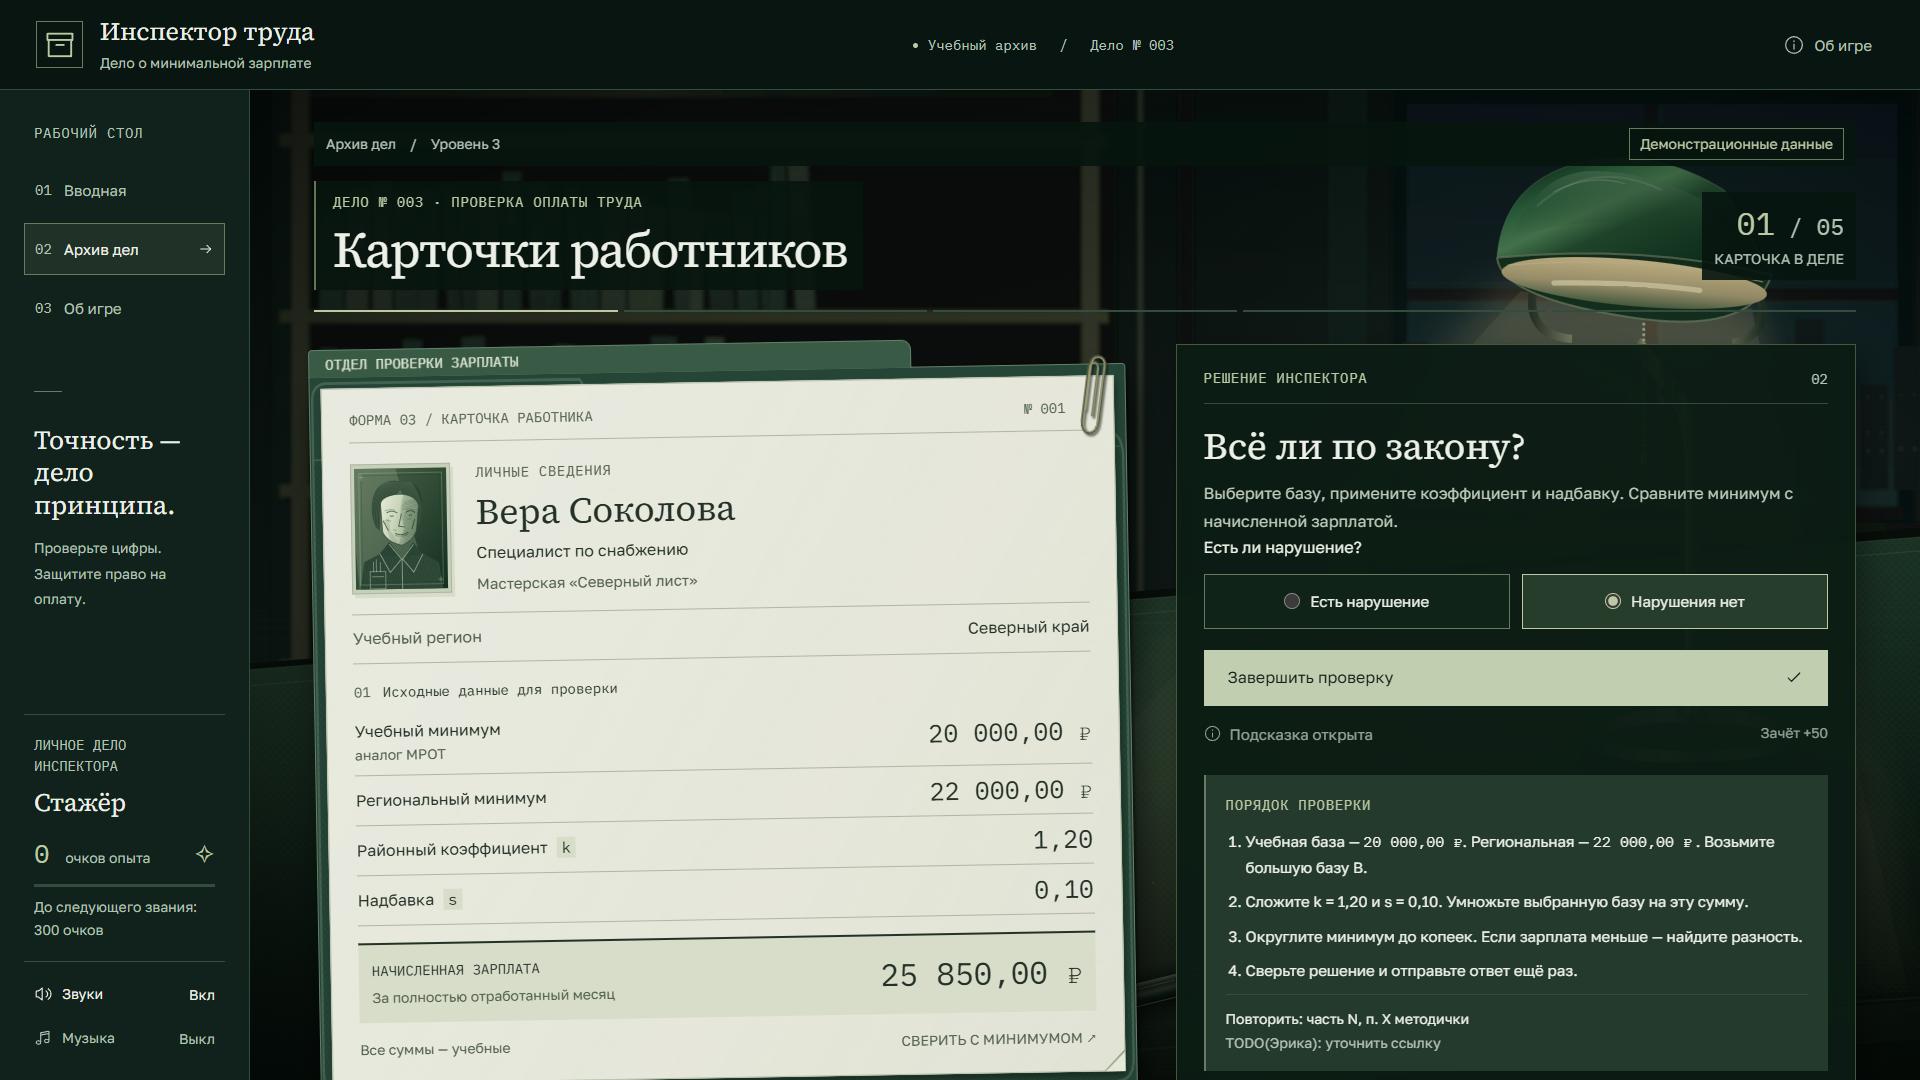 Инспектор труда
Дело о минимальной зарплате
• Учебный архив / Дело № 003
Об игре
РАБОЧИЙ СТОЛ
01 Вводная
02 Архив дел →
03 Об игре
Точность —
дело
принципа.
Проверьте цифры.
Защитите право на
оплату.
ЛИЧНОЕ ДЕЛО
ИНСПЕКТОРА
Стажёр
0 очков опыта
До следующего звания:
300 очков
Звуки Вкл
Музыка Выкл
Архив дел / Уровень 3
Демонстрационные данные
ДЕЛО № 003 · ПРОВЕРКА ОПЛАТЫ ТРУДА
Карточки работников
01 / 05
КАРТОЧКА В ДЕЛЕ
ОТДЕЛ ПРОВЕРКИ ЗАРПЛАТЫ
ФОРМА 03 / КАРТОЧКА РАБОТНИКА
№ 001
ЛИЧНЫЕ СВЕДЕНИЯ
Вера Соколова
Специалист по снабжению
Мастерская «Северный лист»
Учебный регион Северный край
01 Исходные данные для проверки
Учебный минимум 20 000,00 ₽
аналог МРОТ
Региональный минимум 22 000,00 ₽
Районный коэффициент k 1,20
Надбавка s 0,10
НАЧИСЛЕННАЯ ЗАРПЛАТА 25 850,00 ₽
За полностью отработанный месяц
Все суммы — учебные
СВЕРИТЬ С МИНИМУМОМ ↗
РЕШЕНИЕ ИНСПЕКТОРА 02
Всё ли по закону?
Выберите базу, примените коэффициент и надбавку. Сравните минимум с
начисленной зарплатой.
Есть ли нарушение?
Есть нарушение
Нарушения нет
Завершить проверку
Подсказка открыта
Зачёт +50
ПОРЯДОК ПРОВЕРКИ
1. Учебная база — 20 000,00 ₽. Региональная — 22 000,00 ₽ . Возьмите
большую базу B.
2. Сложите k = 1,20 и s = 0,10. Умножьте выбранную базу на эту сумму.
3. Округлите минимум до копеек. Если зарплата меньше — найдите разность.
4. Сверьте решение и отправьте ответ ещё раз.
Повторить: часть N, п. X методички
TODO(Эрика): уточнить ссылку